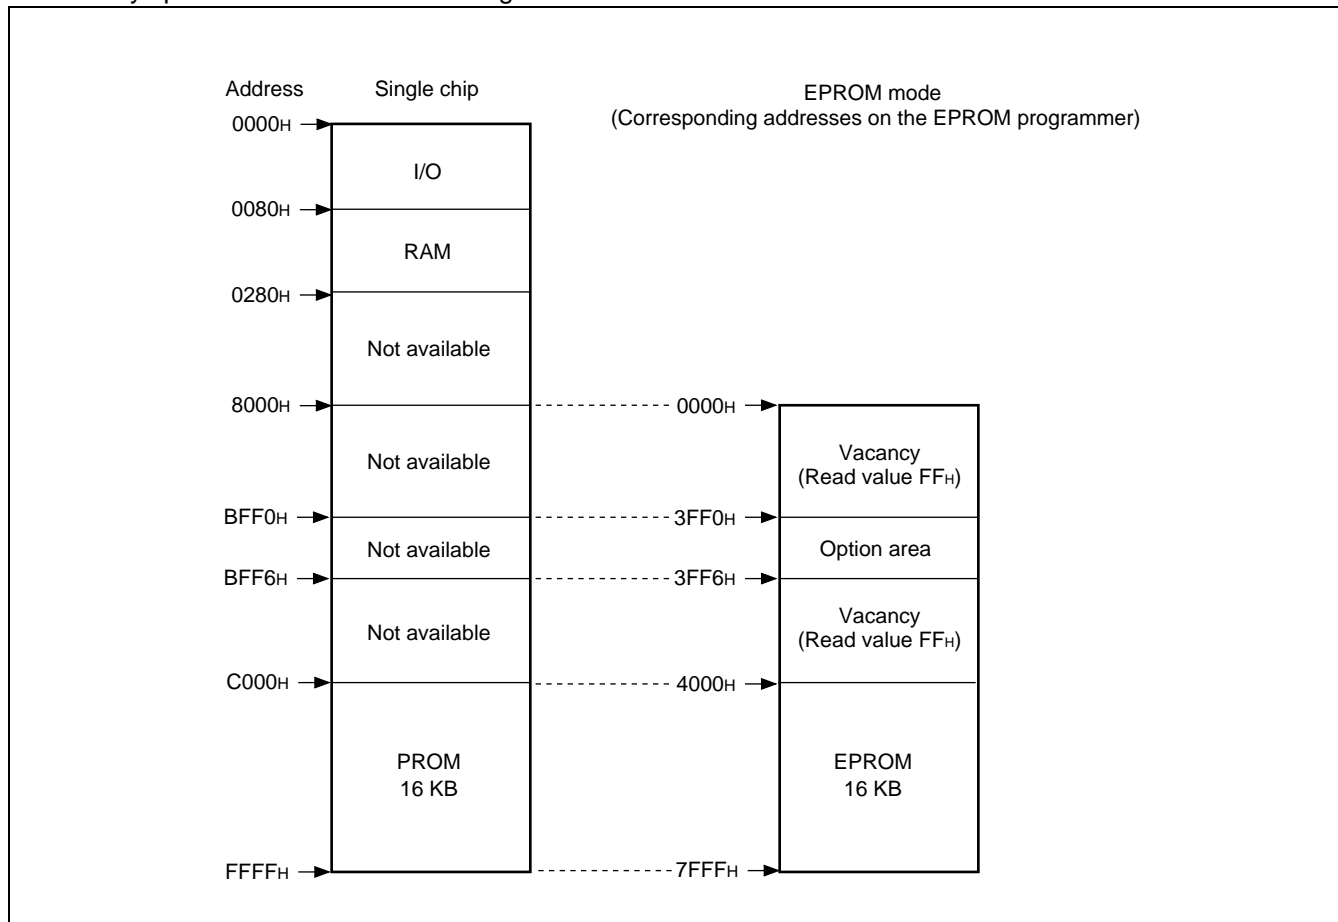 Address
Single chip
EPROM mode
(Corresponding addresses on the EPROM programmer)
0000H
I/O
0080H
RAM
0280H
Not available
8000H
0000H
Not available
Vacancy
(Read value FFH)
BFF0H
3FF0H
Not available
Option area
BFF6H
3FF6H
Not available
Vacancy
(Read value FFH)
C000H
4000H
PROM
16 KB
EPROM
16 KB
FFFFH
7FFFH